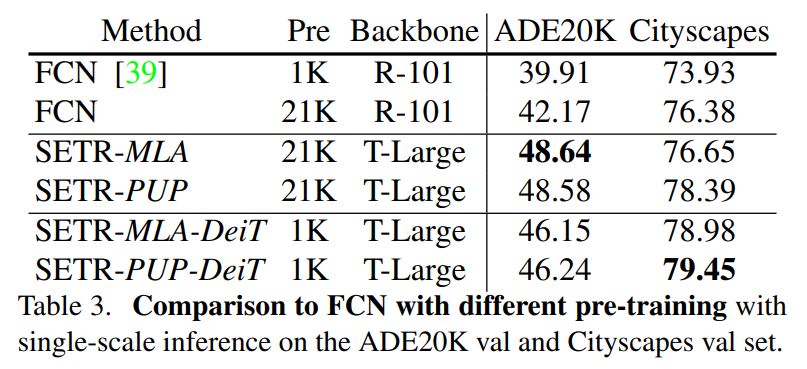 Method Pre Backbone ADE20K Cityscapes
FCN [39] 1K R-101 39.91 73.93
FCN 21K R-101 42.17 76.38
SETR-MLA 21K T-Large 48.64 76.65
SETR-PUP 21K T-Large 48.58 78.39
SETR-MLA-DeiT 1K T-Large 46.15 78.98
SETR-PUP-DeiT 1K T-Large 46.24 79.45
Table 3. Comparison to FCN with different pre-training with
single-scale inference on the ADE20K val and Cityscapes val set.